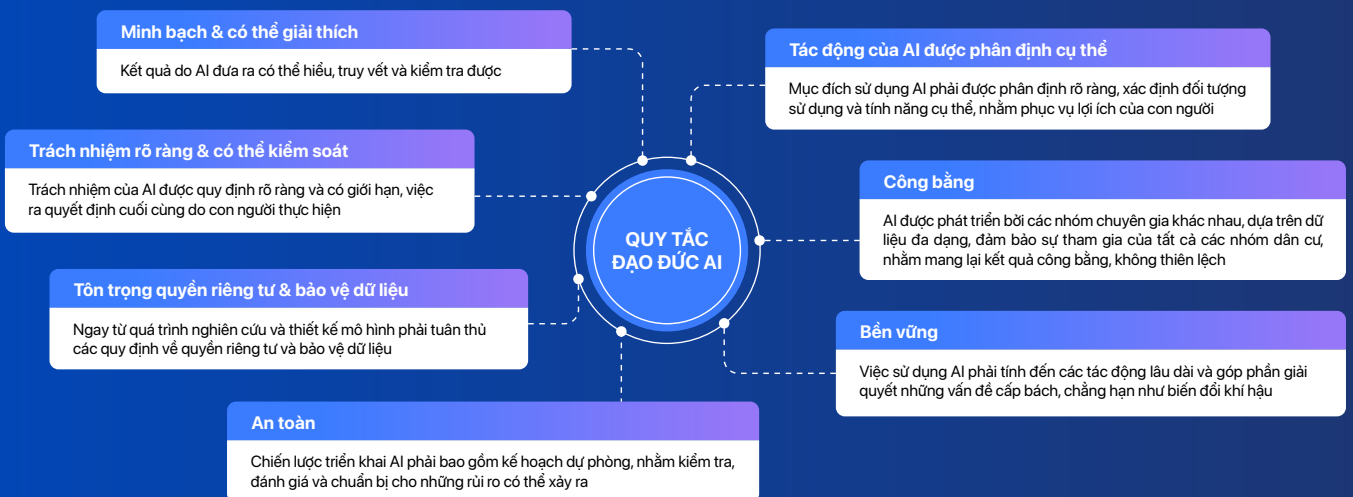 Minh bạch & có thể giải thích
Kết quả do AI đưa ra có thể hiểu, truy vết và kiểm tra được
Tác động của AI được phân định cụ thể
Mục đích sử dụng AI phải được phân định rõ ràng, xác định đối tượng
sử dụng và tính năng cụ thể, nhằm phục vụ lợi ích của con người
Trách nhiệm rõ ràng & có thể kiểm soát
Trách nhiệm của AI được quy định rõ ràng và có giới hạn, việc
ra quyết định cuối cùng do con người thực hiện
Công bằng
AI được phát triển bởi các nhóm chuyên gia khác nhau, dựa trên dữ
liệu đa dạng, đảm bảo sự tham gia của tất cả các nhóm dân cư,
nhằm mang lại kết quả công bằng, không thiên lệch
QUY TẮC
ĐẠO ĐỨC AI
Tôn trọng quyền riêng tư & bảo vệ dữ liệu
Ngay từ quá trình nghiên cứu và thiết kế mô hình phải tuân thủ
các quy định về quyền riêng tư và bảo vệ dữ liệu
Bền vững
Việc sử dụng AI phải tính đến các tác động lâu dài và góp phần giải
quyết những vấn đề cấp bách, chẳng hạn như biến đổi khí hậu
An toàn
Chiến lược triển khai AI phải bao gồm kế hoạch dự phòng, nhằm kiểm tra,
đánh giá và chuẩn bị cho những rủi ro có thể xảy ra